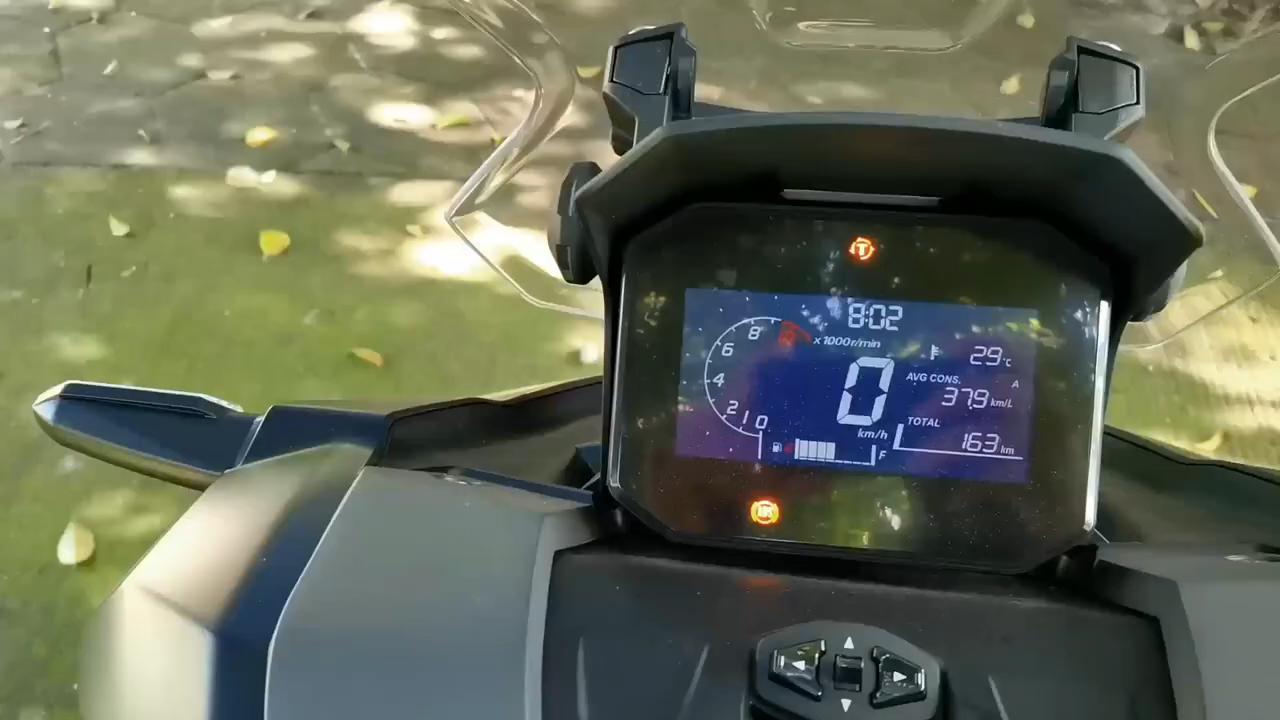 T
8:02
8
x1000r/min
6
29°C
4
0
AVG CONS.
A
37.9 km/L
2
1
0
km/h
TOTAL
163 km
F